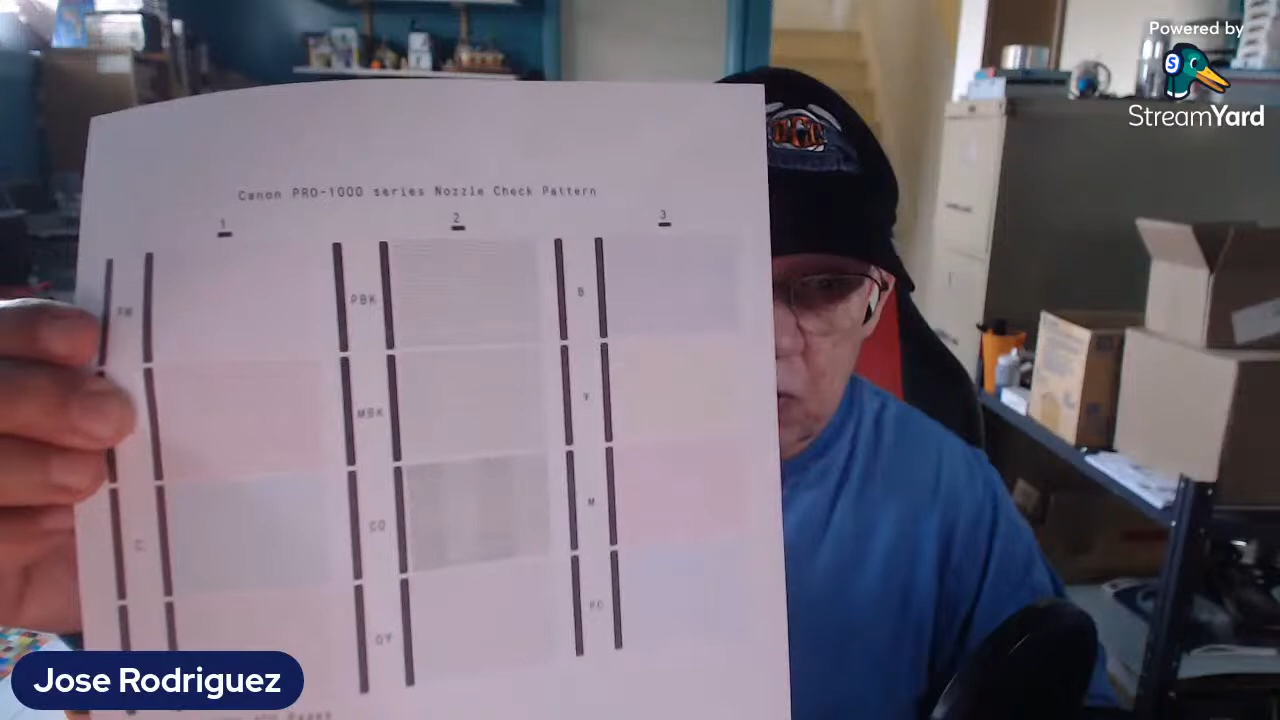 Powered by
StreamYard
Canon PRO-1000 series Nozzle Check Pattern
1 2 3
PBK B
MBK Y
C CO M
GY PC
Jose Rodriguez